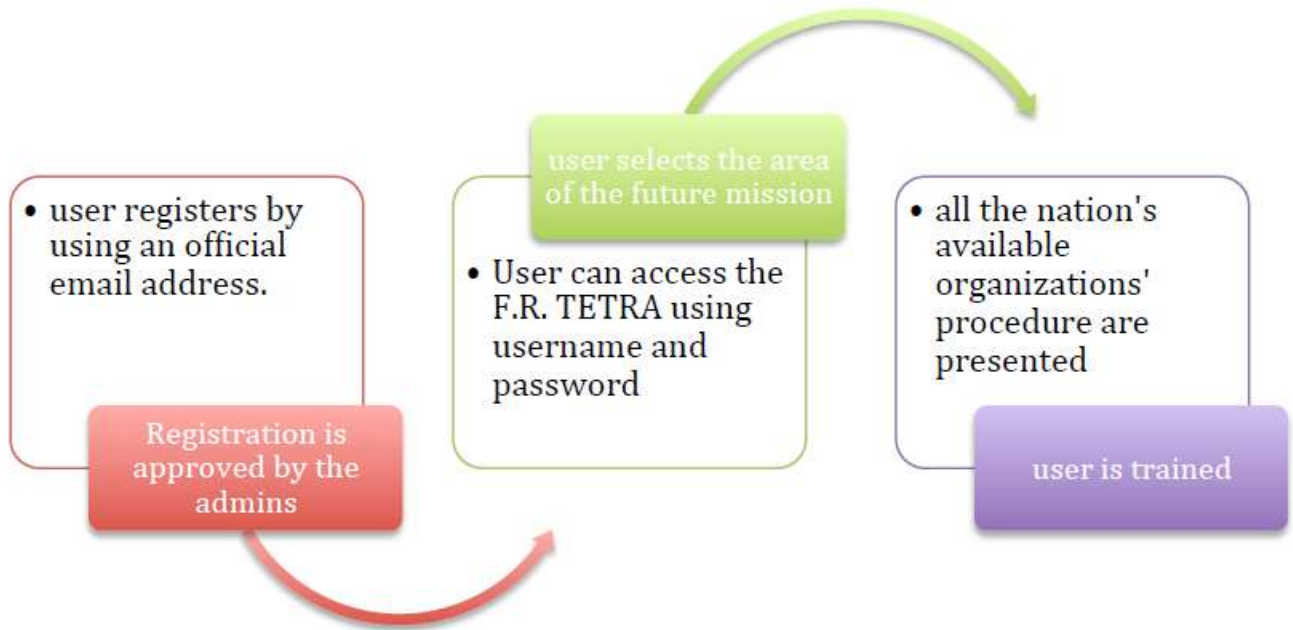 • user registers by
using an official
email address.
Registration is
approved by the
admins
user selects the area
of the future mission
• User can access the
F.R. TETRA using
username and
password
• all the nation's
available
organizations'
procedure are
presented
user is trained